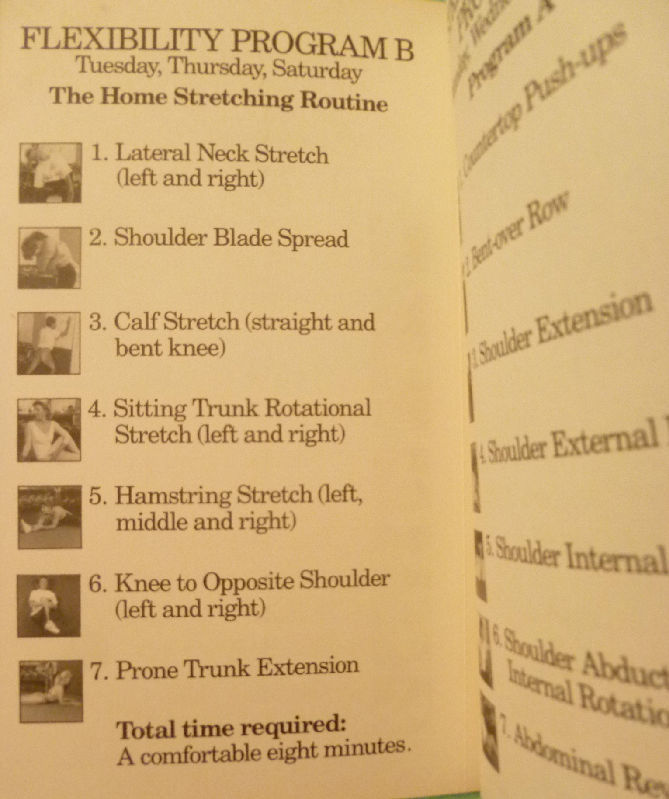 FLEXIBILITY PROGRAM B
Tuesday, Thursday, Saturday
The Home Stretching Routine
1. Lateral Neck Stretch
(left and right)
2. Shoulder Blade Spread
3. Calf Stretch (straight and
bent knee)
4. Sitting Trunk Rotational
Stretch (left and right)
5. Hamstring Stretch (left,
middle and right)
6. Knee to Opposite Shoulder
(left and right)
7. Prone Trunk Extension
Total time required:
A comfortable eight minutes.
Program A
Countertop Push-ups
2. Bent-over Row
3. Shoulder Extension
4. Shoulder External
5. Shoulder Internal
6. Shoulder Abduct
Internal Rotatio
7. Abdominal Rev